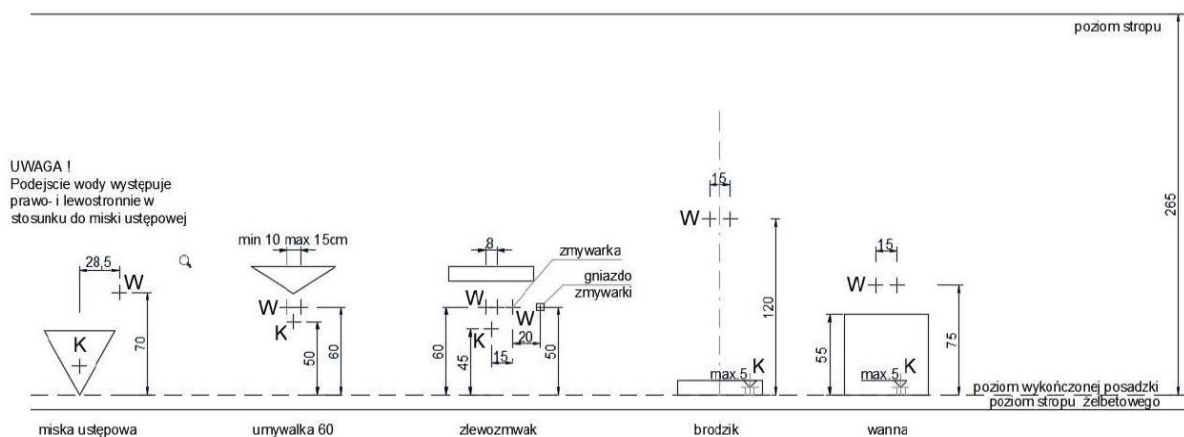 poziom stropu
265
UWAGA !
Podejscie wody występuje
prawo- i lewostronnie w
stosunku do miski ustępowej
28,5
W
K
70
miska ustępowa
min 10 max 15cm
W
K
50
60
umywalka 60
8
zmywarka
gniazdo
zmywarki
W
W
K
20
15
60
45
50
zlewozmwak
15
W
120
K
max.5
brodzik
15
W
55
75
K
max.5
wanna
poziom wykończonej posadzki
poziom stropu żelbetowego